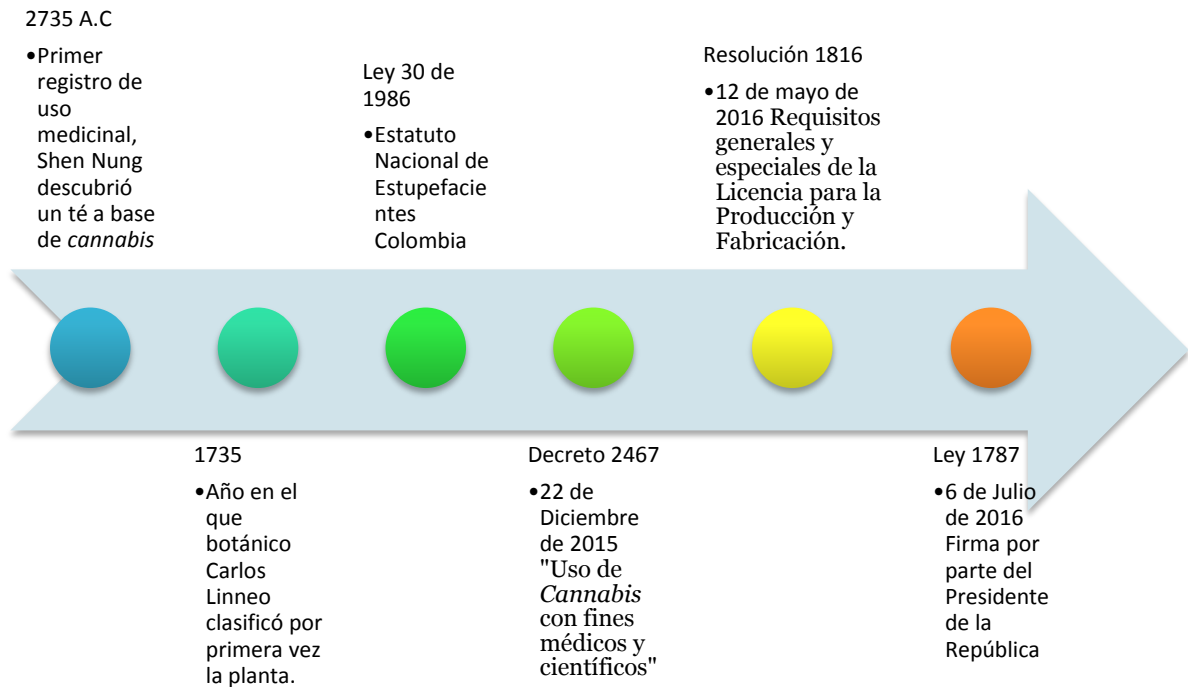 2735 A.C
•Primer
registro de
uso
medicinal,
Shen Nung
descubrió
un té a base
de cannabis
Ley 30 de
1986
•Estatuto
Nacional de
Estupefacie
ntes
Colombia
Resolución 1816
•12 de mayo de
2016 Requisitos
generales y
especiales de la
Licencia para la
Producción y
Fabricación.
1735
•Año en el
que
botánico
Carlos
Linneo
clasificó por
primera vez
la planta.
Decreto 2467
•22 de
Diciembre
de 2015
"Uso de
Cannabis
con fines
médicos y
científicos"
Ley 1787
•6 de Julio
de 2016
Firma por
parte del
Presidente
de la
República